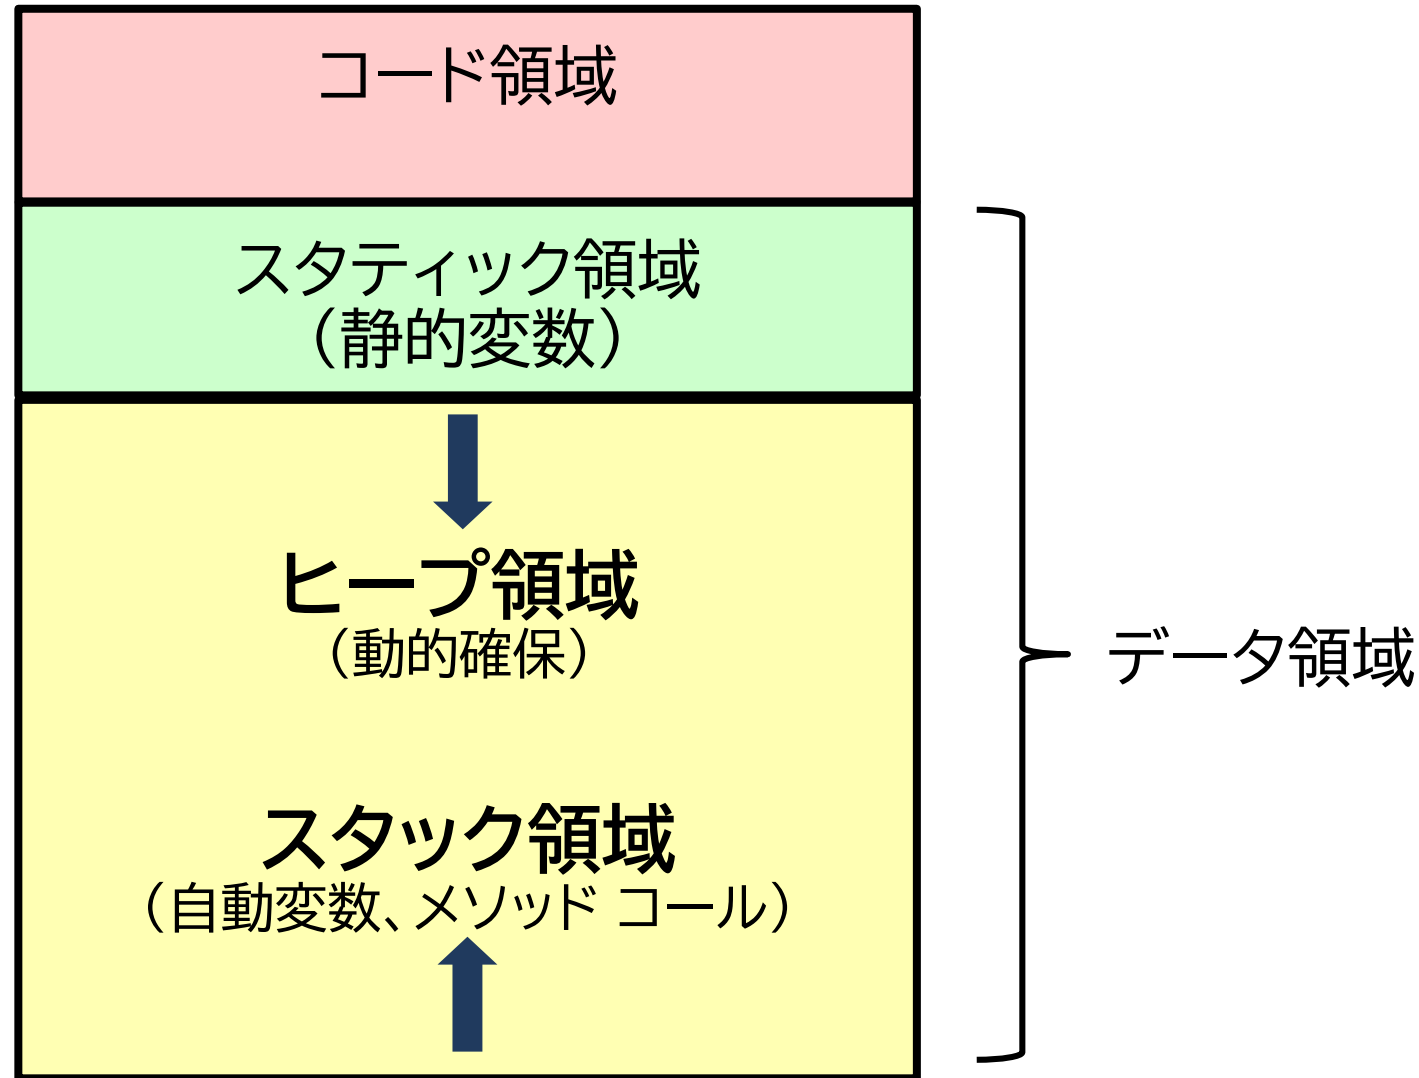 コード領域
スタティック領域
（静的変数）
ヒープ領域
（動的確保）
データ領域
スタック領域
（自動変数、メソッド コール）